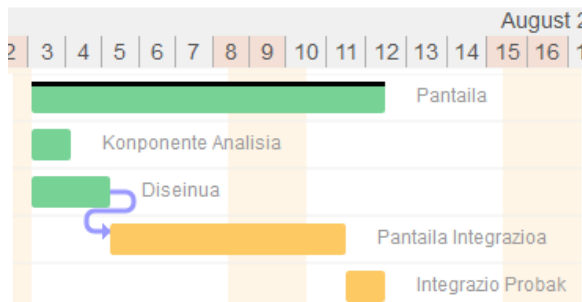 August 2
2 3 4 5 6 7 8 9 10 11 12 13 14 15 16 1
Pantaila
Konponente Analisia
Diseinua
Pantaila Integrazioa
Integrazio Probak